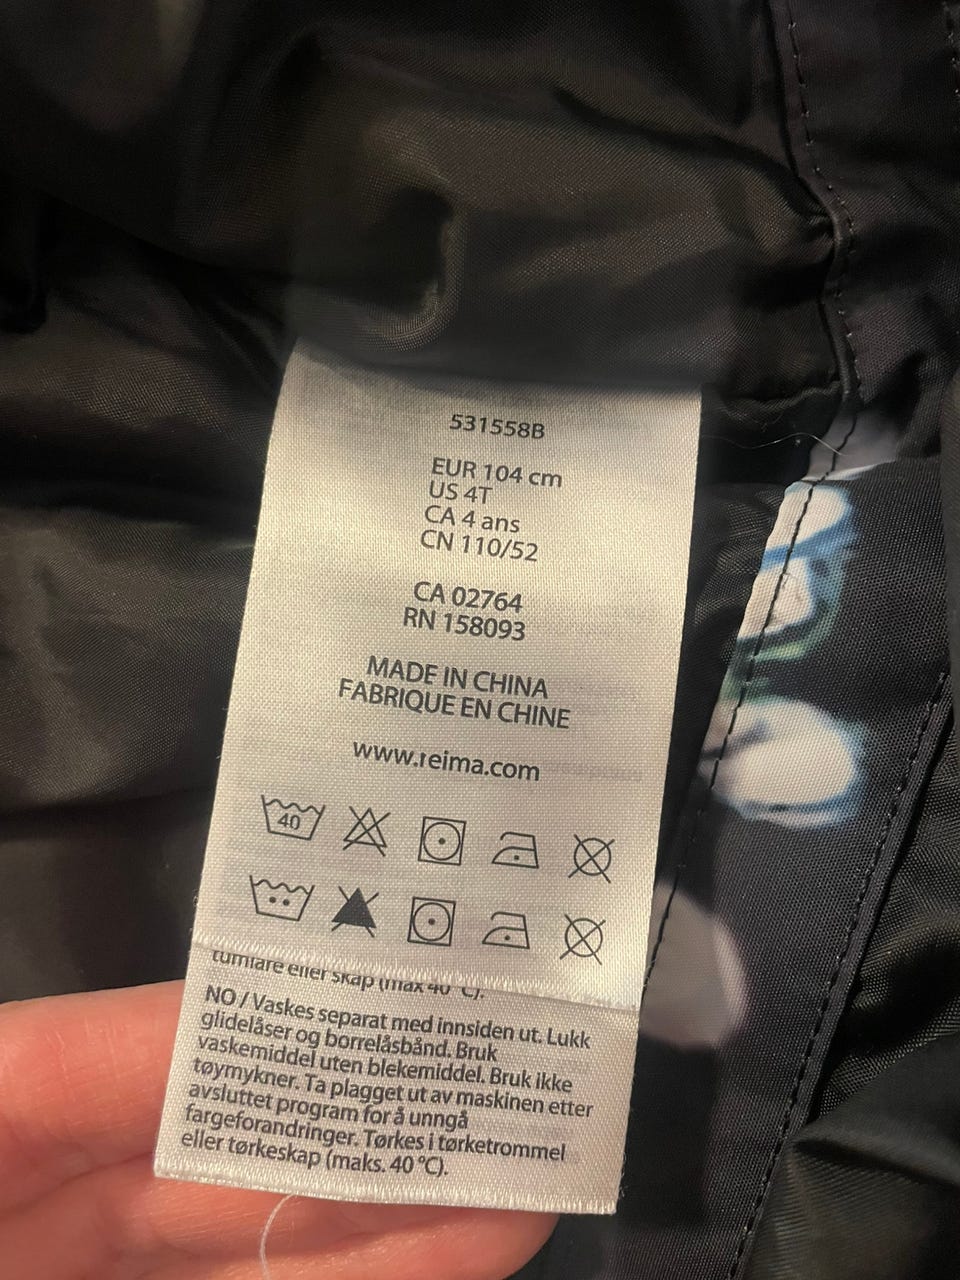 531558B
EUR 104 cm
US 4T
CA 4 ans
CN 110/52
CA 02764
RN 158093
MADE IN CHINA
FABRIQUE EN CHINE
www.reima.com
40
tumlare eller skåp (max 40 °C).
NO / Vaskes separat med innsiden ut. Lukk
glidelåser og borrelåsbånd. Bruk
vaskemiddel uten blekemiddel. Bruk ikke
tøymykner. Ta plagget ut av maskinen etter
avsluttet program for å unngå
fargeforandringer. Tørkes i tørketrommel
eller tørkeskap (maks. 40 °C).